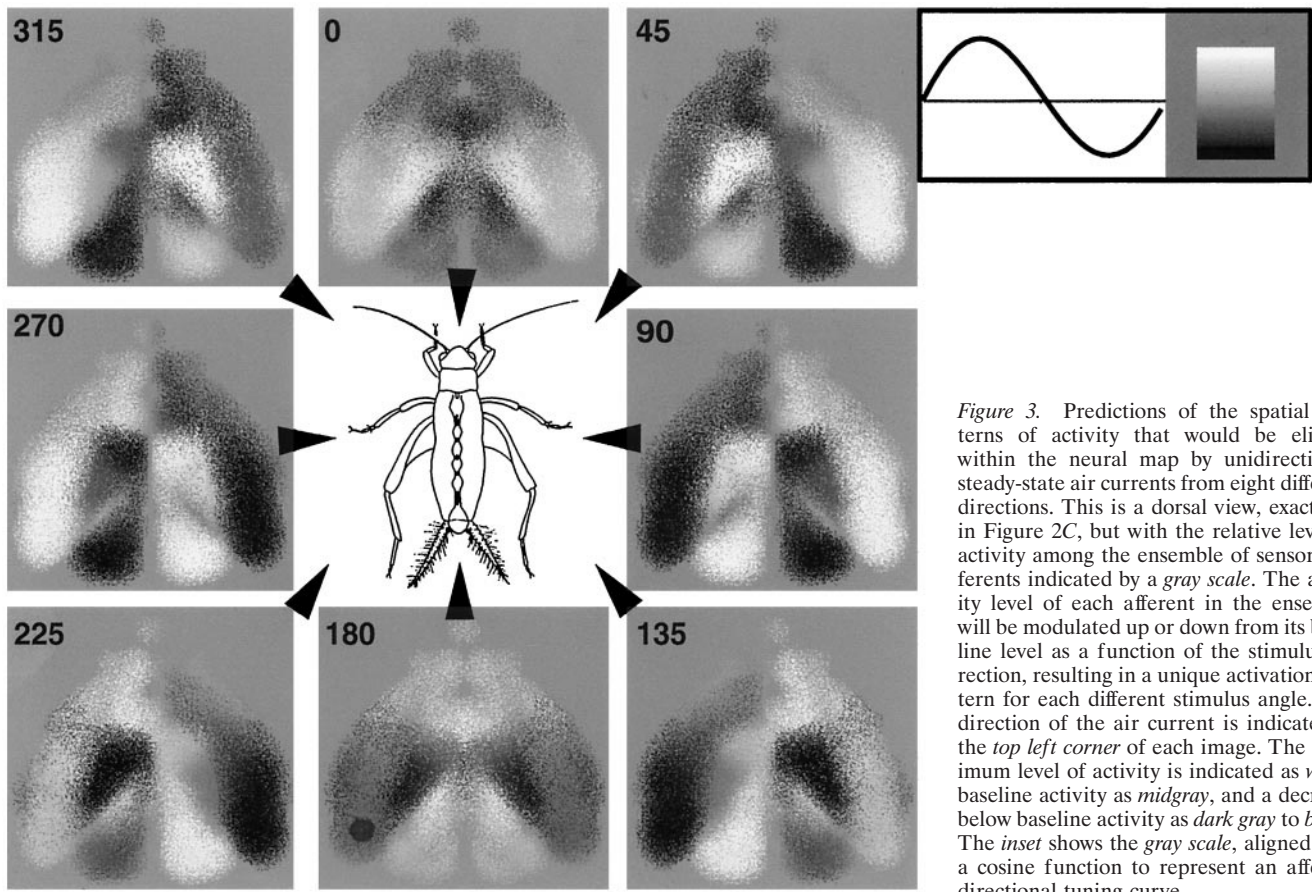 315
0
45
270
90
225
180
135
Figure 3. Predictions of the spatial
terns of activity that would be eli
within the neural map by unidirecti
steady-state air currents from eight diffe
directions. This is a dorsal view, exact
in Figure 2C, but with the relative lev
activity among the ensemble of sensor
ferents indicated by a gray scale. The a
ity level of each afferent in the ense
will be modulated up or down from its b
line level as a function of the stimulu
rection, resulting in a unique activation
tern for each different stimulus angle.
direction of the air current is indicate
the top left corner of each image. The
imum level of activity is indicated as w
baseline activity as midgray, and a decr
below baseline activity as dark gray to b
The inset shows the gray scale, aligned
a cosine function to represent an affe
directional tuning curve.